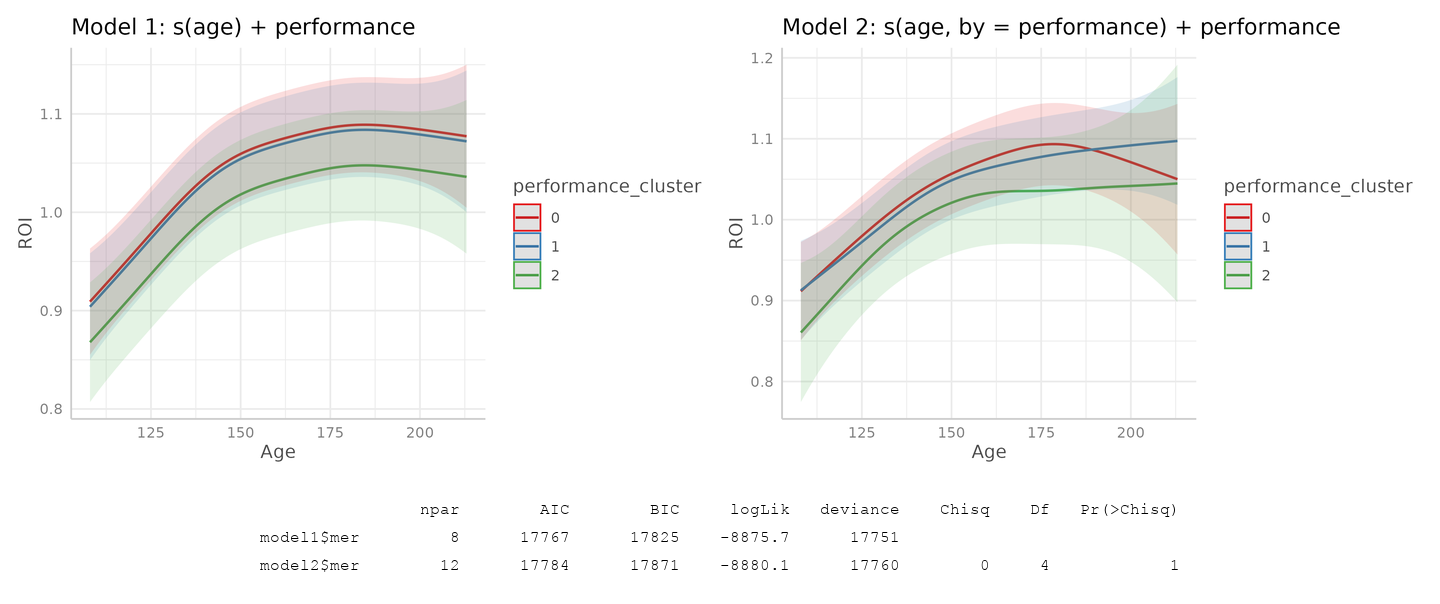 Model 1: s(age) + performance
1.1
1.0
0.9
0.8
ROI
125 150 175 200
Age
performance_cluster
0
1
2
Model 2: s(age, by = performance) + performance
1.2
1.1
1.0
0.9
0.8
ROI
125 150 175 200
Age
performance_cluster
0
1
2
npar AIC BIC logLik deviance Chisq Df Pr(>Chisq)
model1$mer 8 17767 17825 -8875.7 17751
model2$mer 12 17784 17871 -8880.1 17760 0 4 1